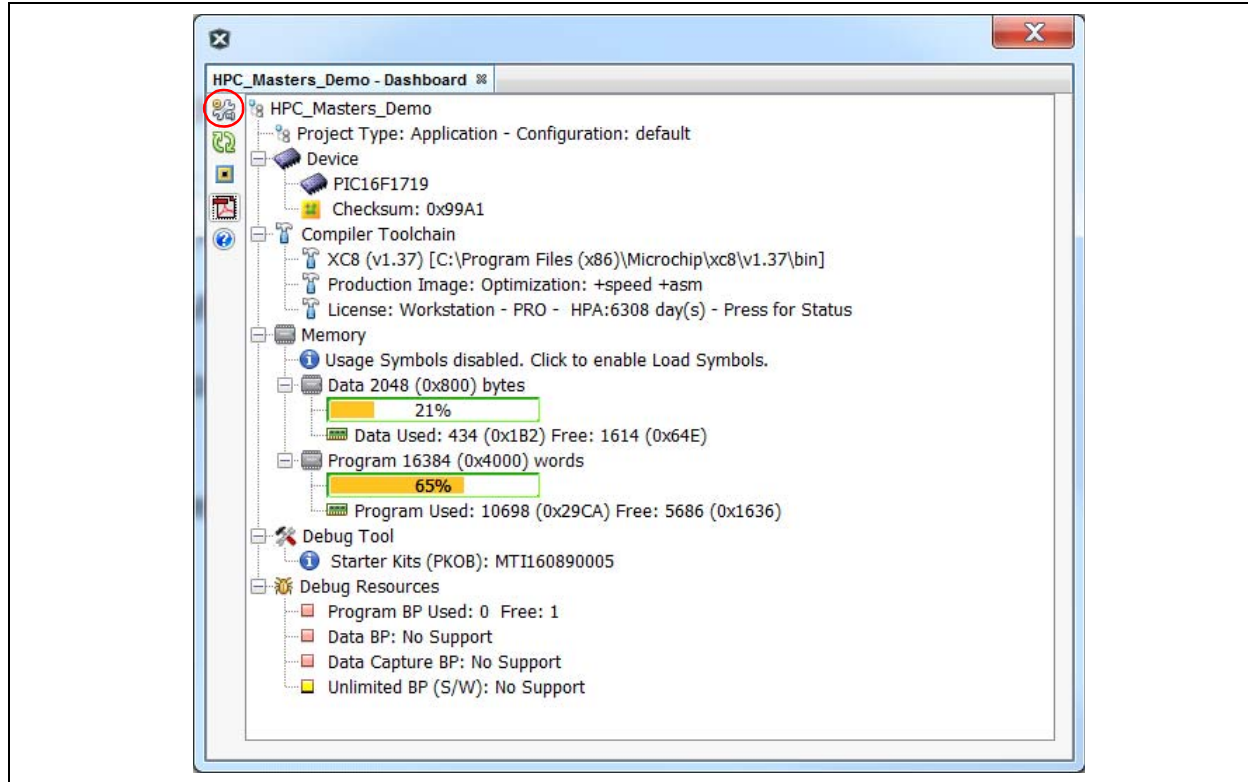 HPC_Masters_Demo - Dashboard
HPC_Masters_Demo
Project Type: Application - Configuration: default
Device
PIC16F1719
Checksum: 0x99A1
Compiler Toolchain
XC8 (v1.37) [C:\Program Files (x86)\Microchip\xc8\v1.37\bin]
Production Image: Optimization: +speed +asm
License: Workstation - PRO - HPA:6308 day(s) - Press for Status
Memory
Usage Symbols disabled. Click to enable Load Symbols.
Data 2048 (0x800) bytes
21%
Data Used: 434 (0x1B2) Free: 1614 (0x64E)
Program 16384 (0x4000) words
65%
Program Used: 10698 (0x29CA) Free: 5686 (0x1636)
Debug Tool
Starter Kits (PKOB): MTI160890005
Debug Resources
Program BP Used: 0 Free: 1
Data BP: No Support
Data Capture BP: No Support
Unlimited BP (S/W): No Support